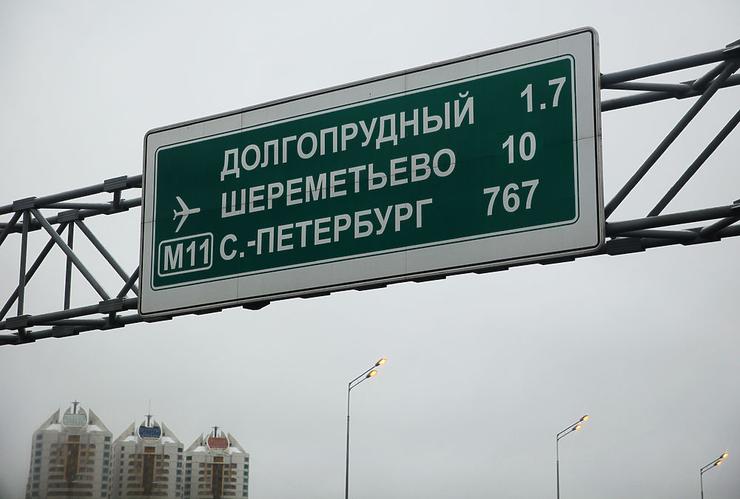 ДОЛГОПРУДНЫЙ 1.7
ШЕРЕМЕТЬЕВО 10
М11 С.-ПЕТЕРБУРГ 767